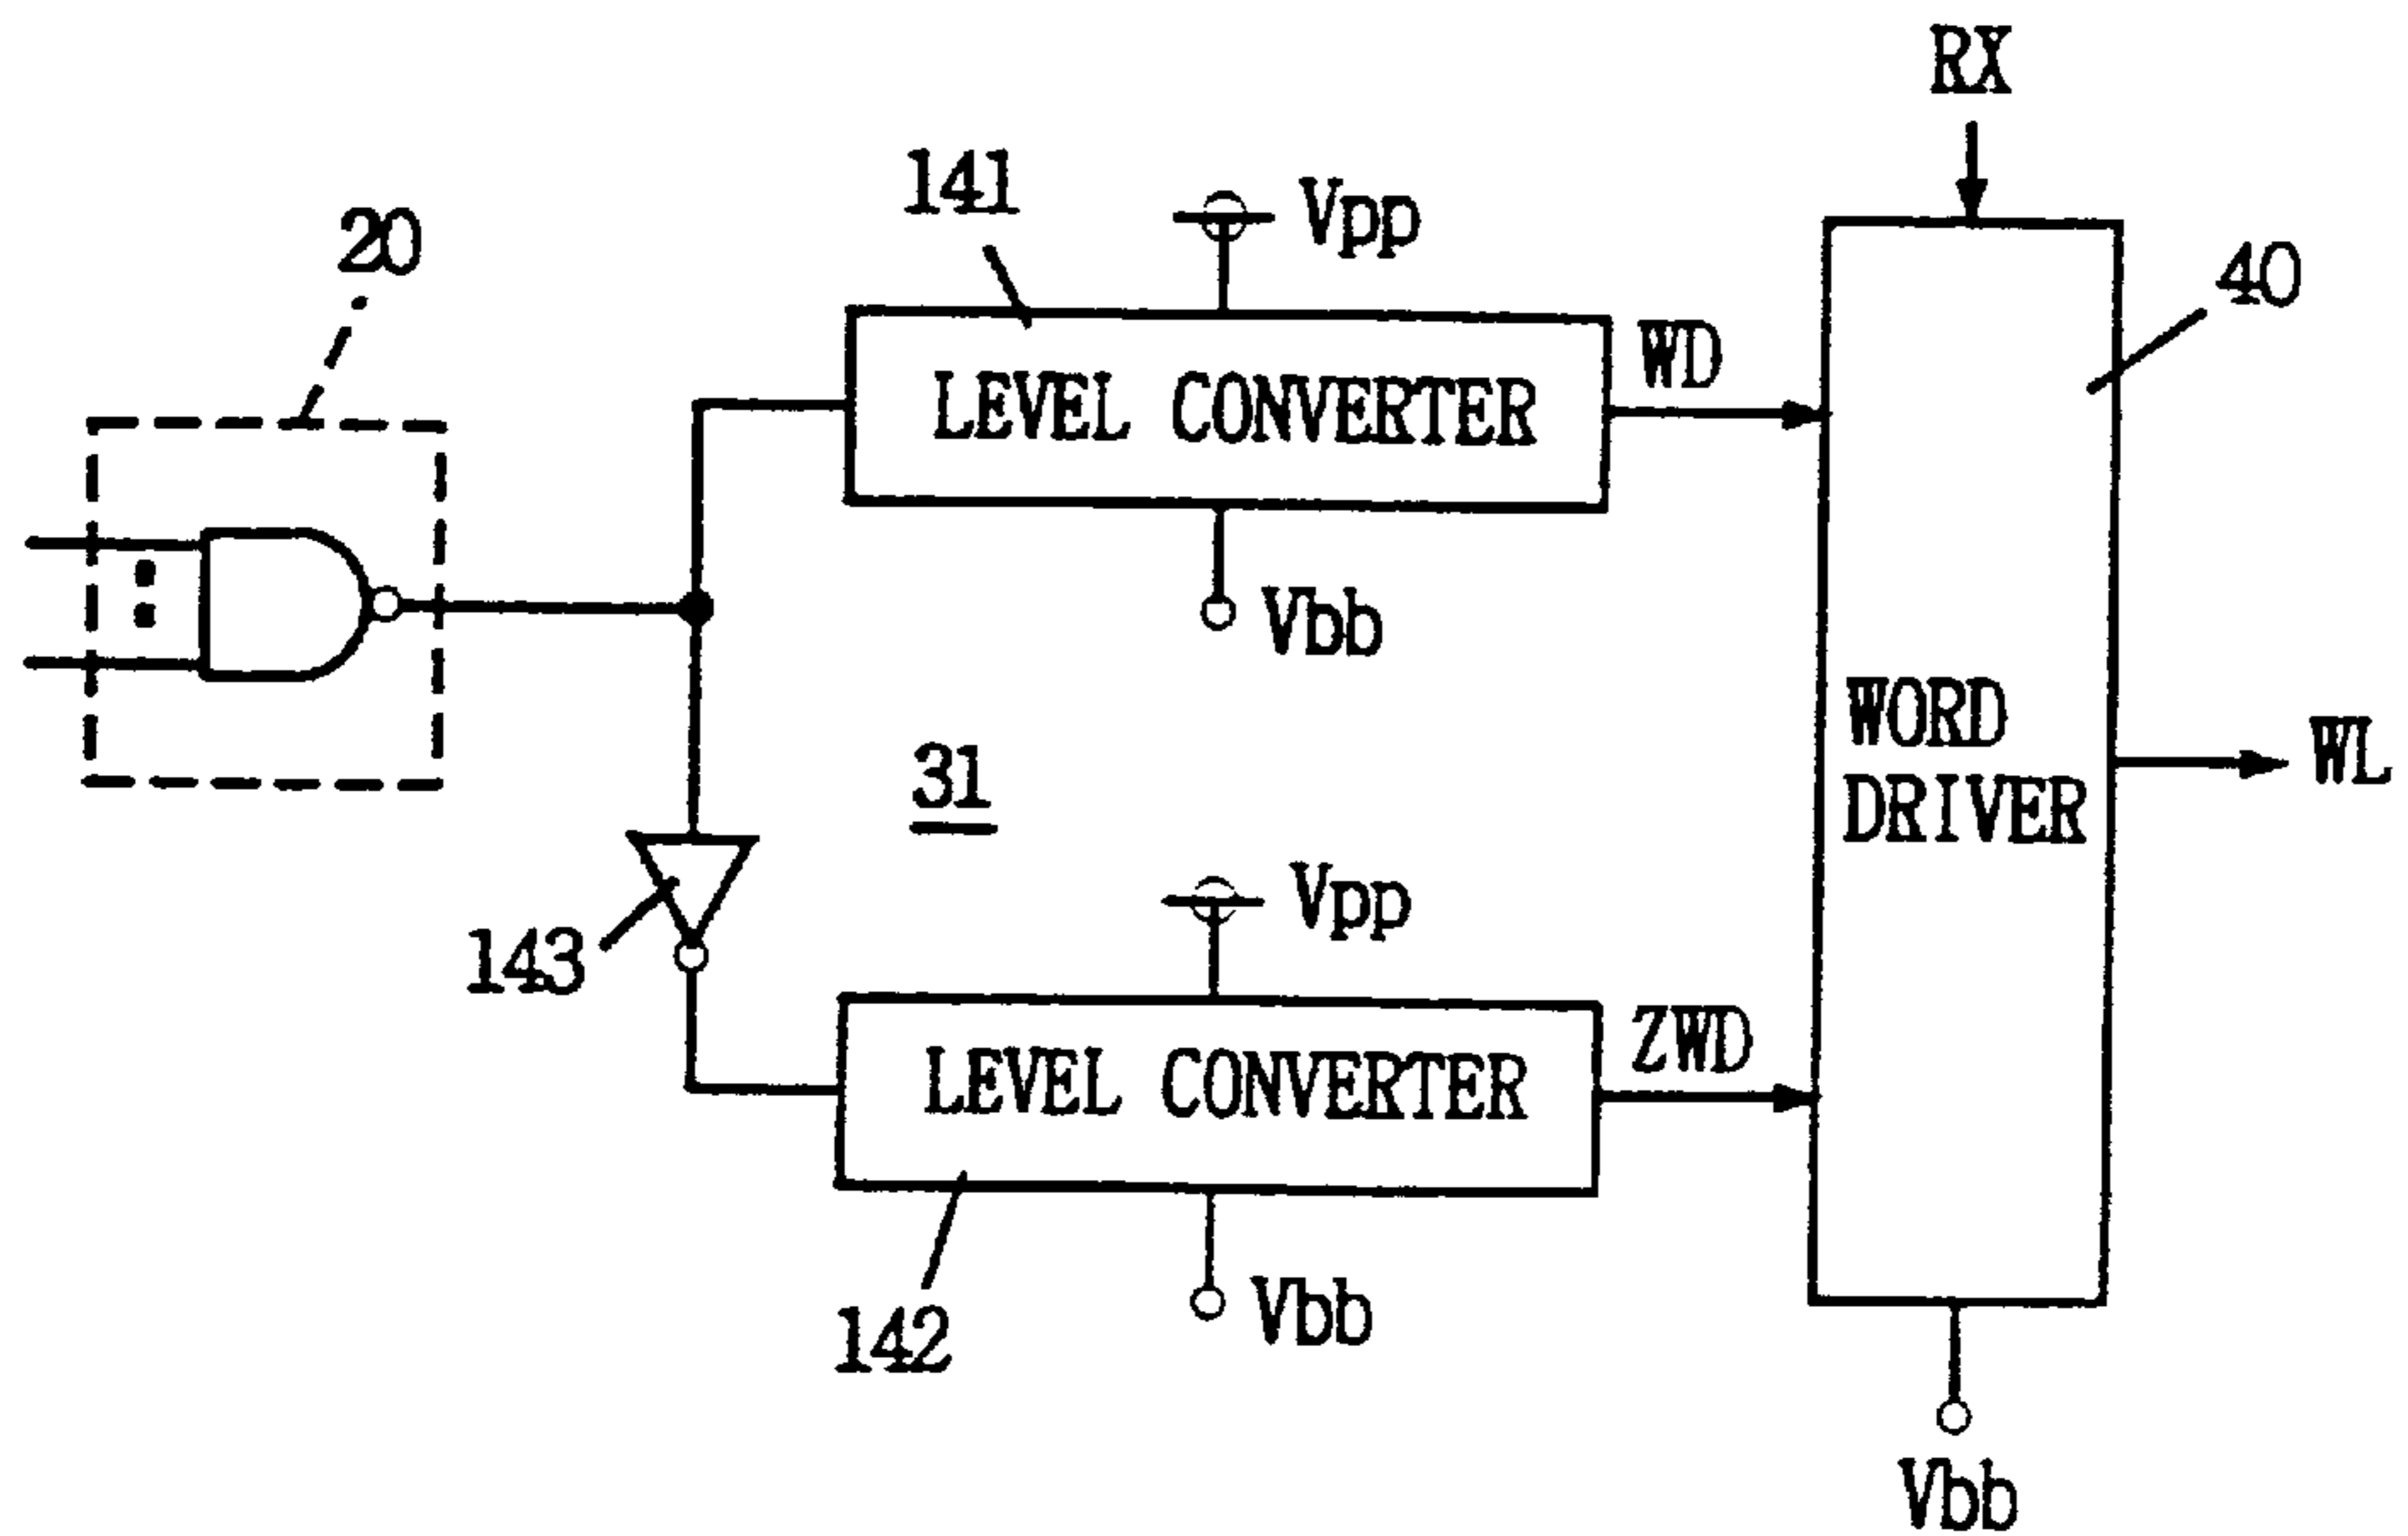 RX
141
Vpp
20
40
WD
LEVEL CONVERTER
Vbb
WORD
DRIVER
WL
31
Vpp
143
ZWD
LEVEL CONVERTER
Vbb
142
Vbb